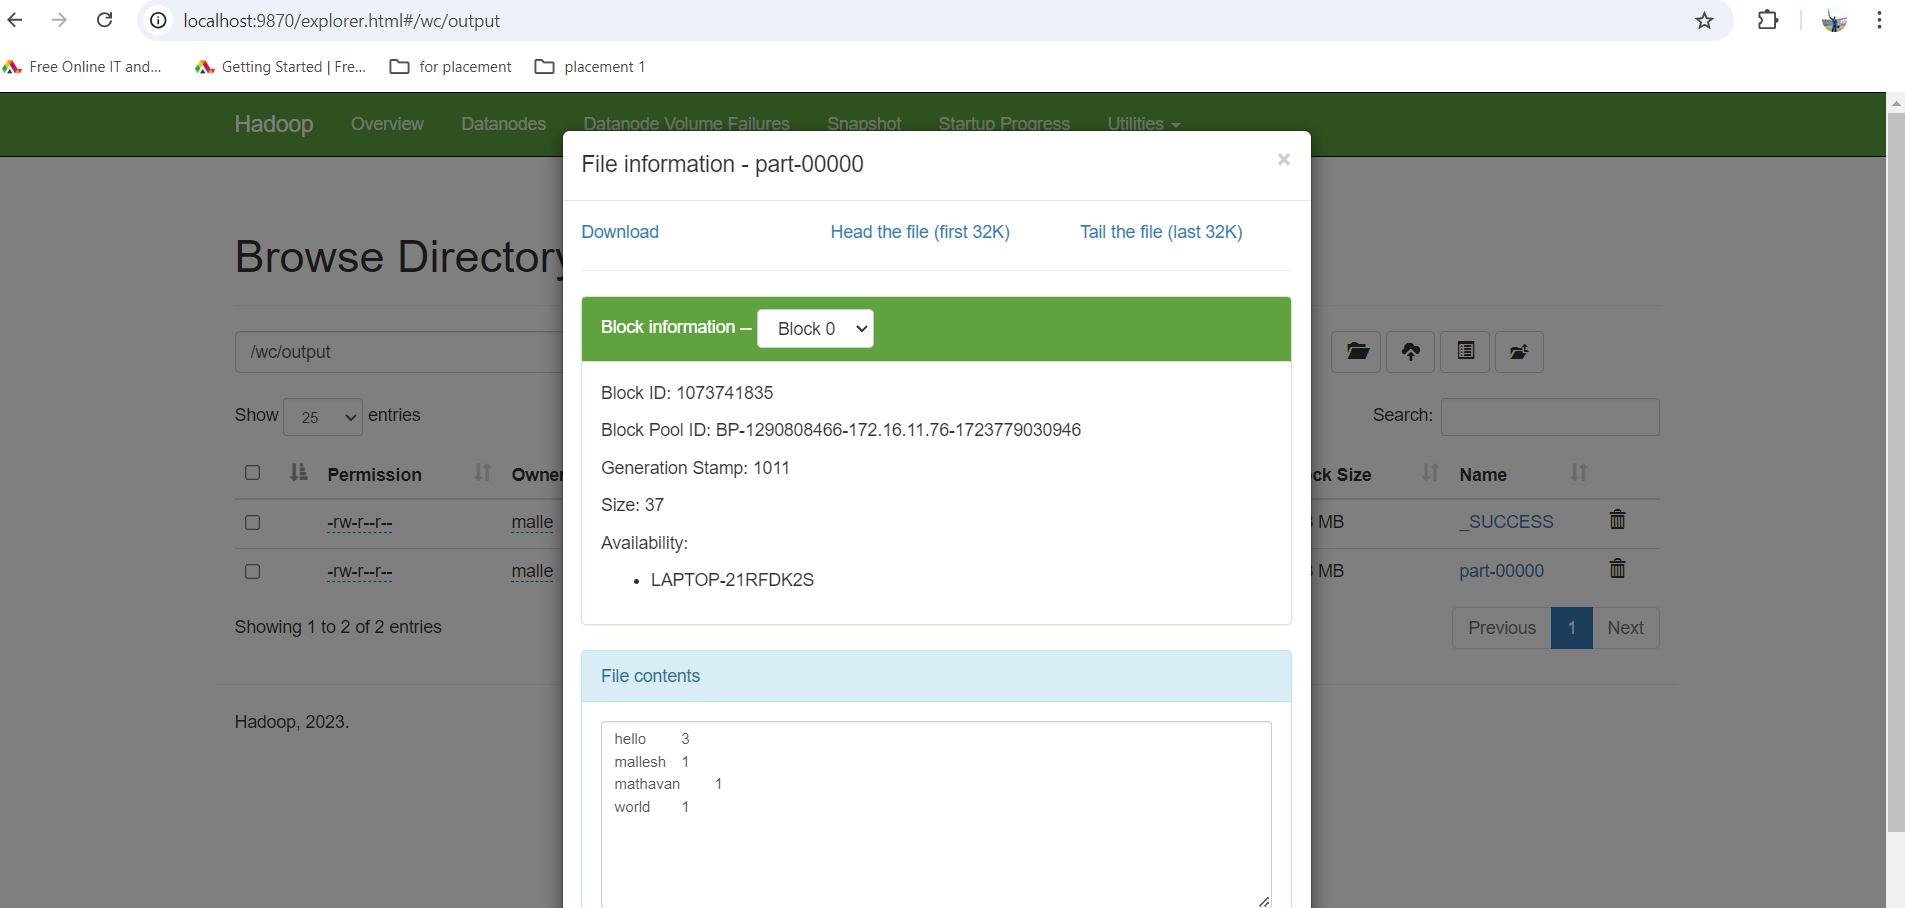 localhost:9870/explorer.html#/wc/output
Free Online IT and...
Getting Started | Fre...
for placement
placement 1
Hadoop
Overview
Datanodes
Datanode Volume Failures
Snapshot
Startup Progress
Utilities
File information - part-00000
×
Download
Head the file (first 32K)
Tail the file (last 32K)
Browse Directory
Block information --
Block 0
/wc/output
Block ID: 1073741835
Show 25 entries
Search:
Block Pool ID: BP-1290808466-172.16.11.76-1723779030946
Generation Stamp: 1011
Permission
Owner
ck Size
Name
Size: 37
-rw-r--r--
malle
MB
_SUCCESS
Availability:
LAPTOP-21RFDK2S
-rw-r--r--
malle
MB
part-00000
Showing 1 to 2 of 2 entries
Previous
1
Next
File contents
Hadoop, 2023.
hello 3
mallesh 1
mathavan 1
world 1